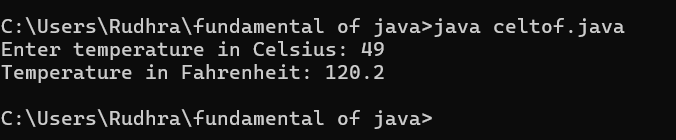 C:\Users\Rudhra\fundamental of java>java celtof.java
Enter temperature in Celsius: 49
Temperature in Fahrenheit: 120.2
C:\Users\Rudhra\fundamental of java>